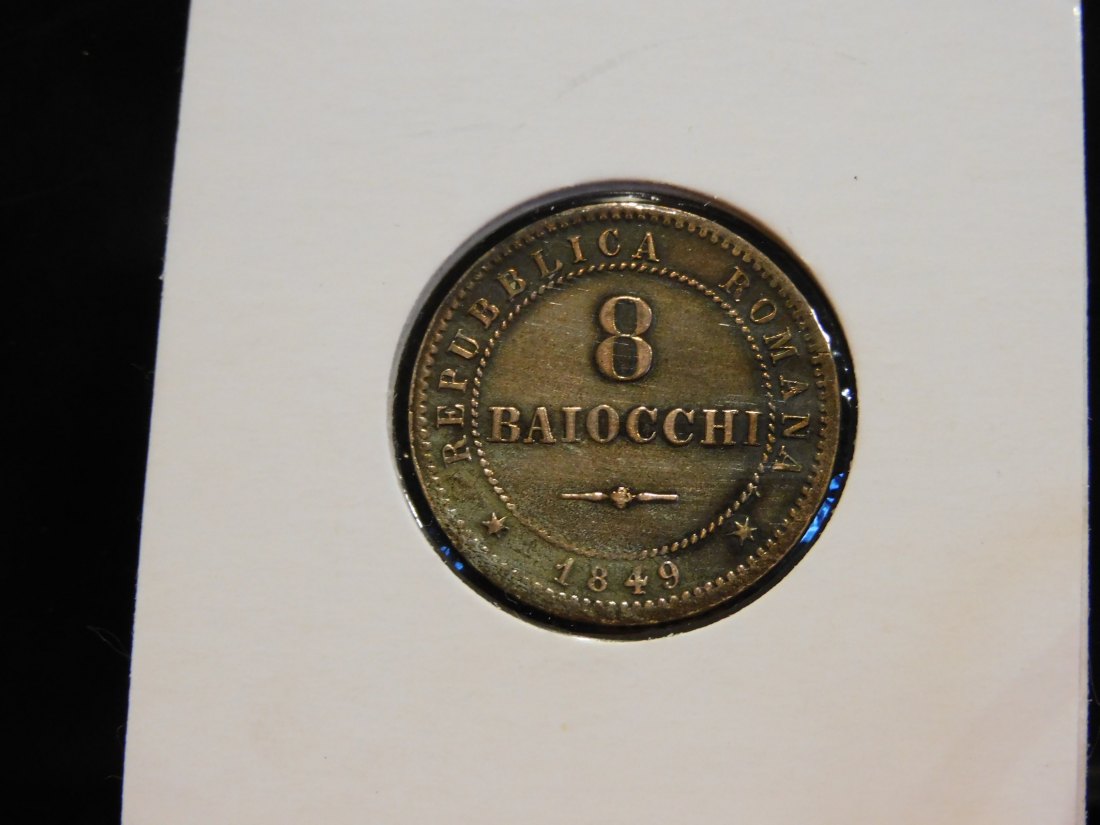 REPUBBLICA ROMANA
8
BAIOCCHI
1849